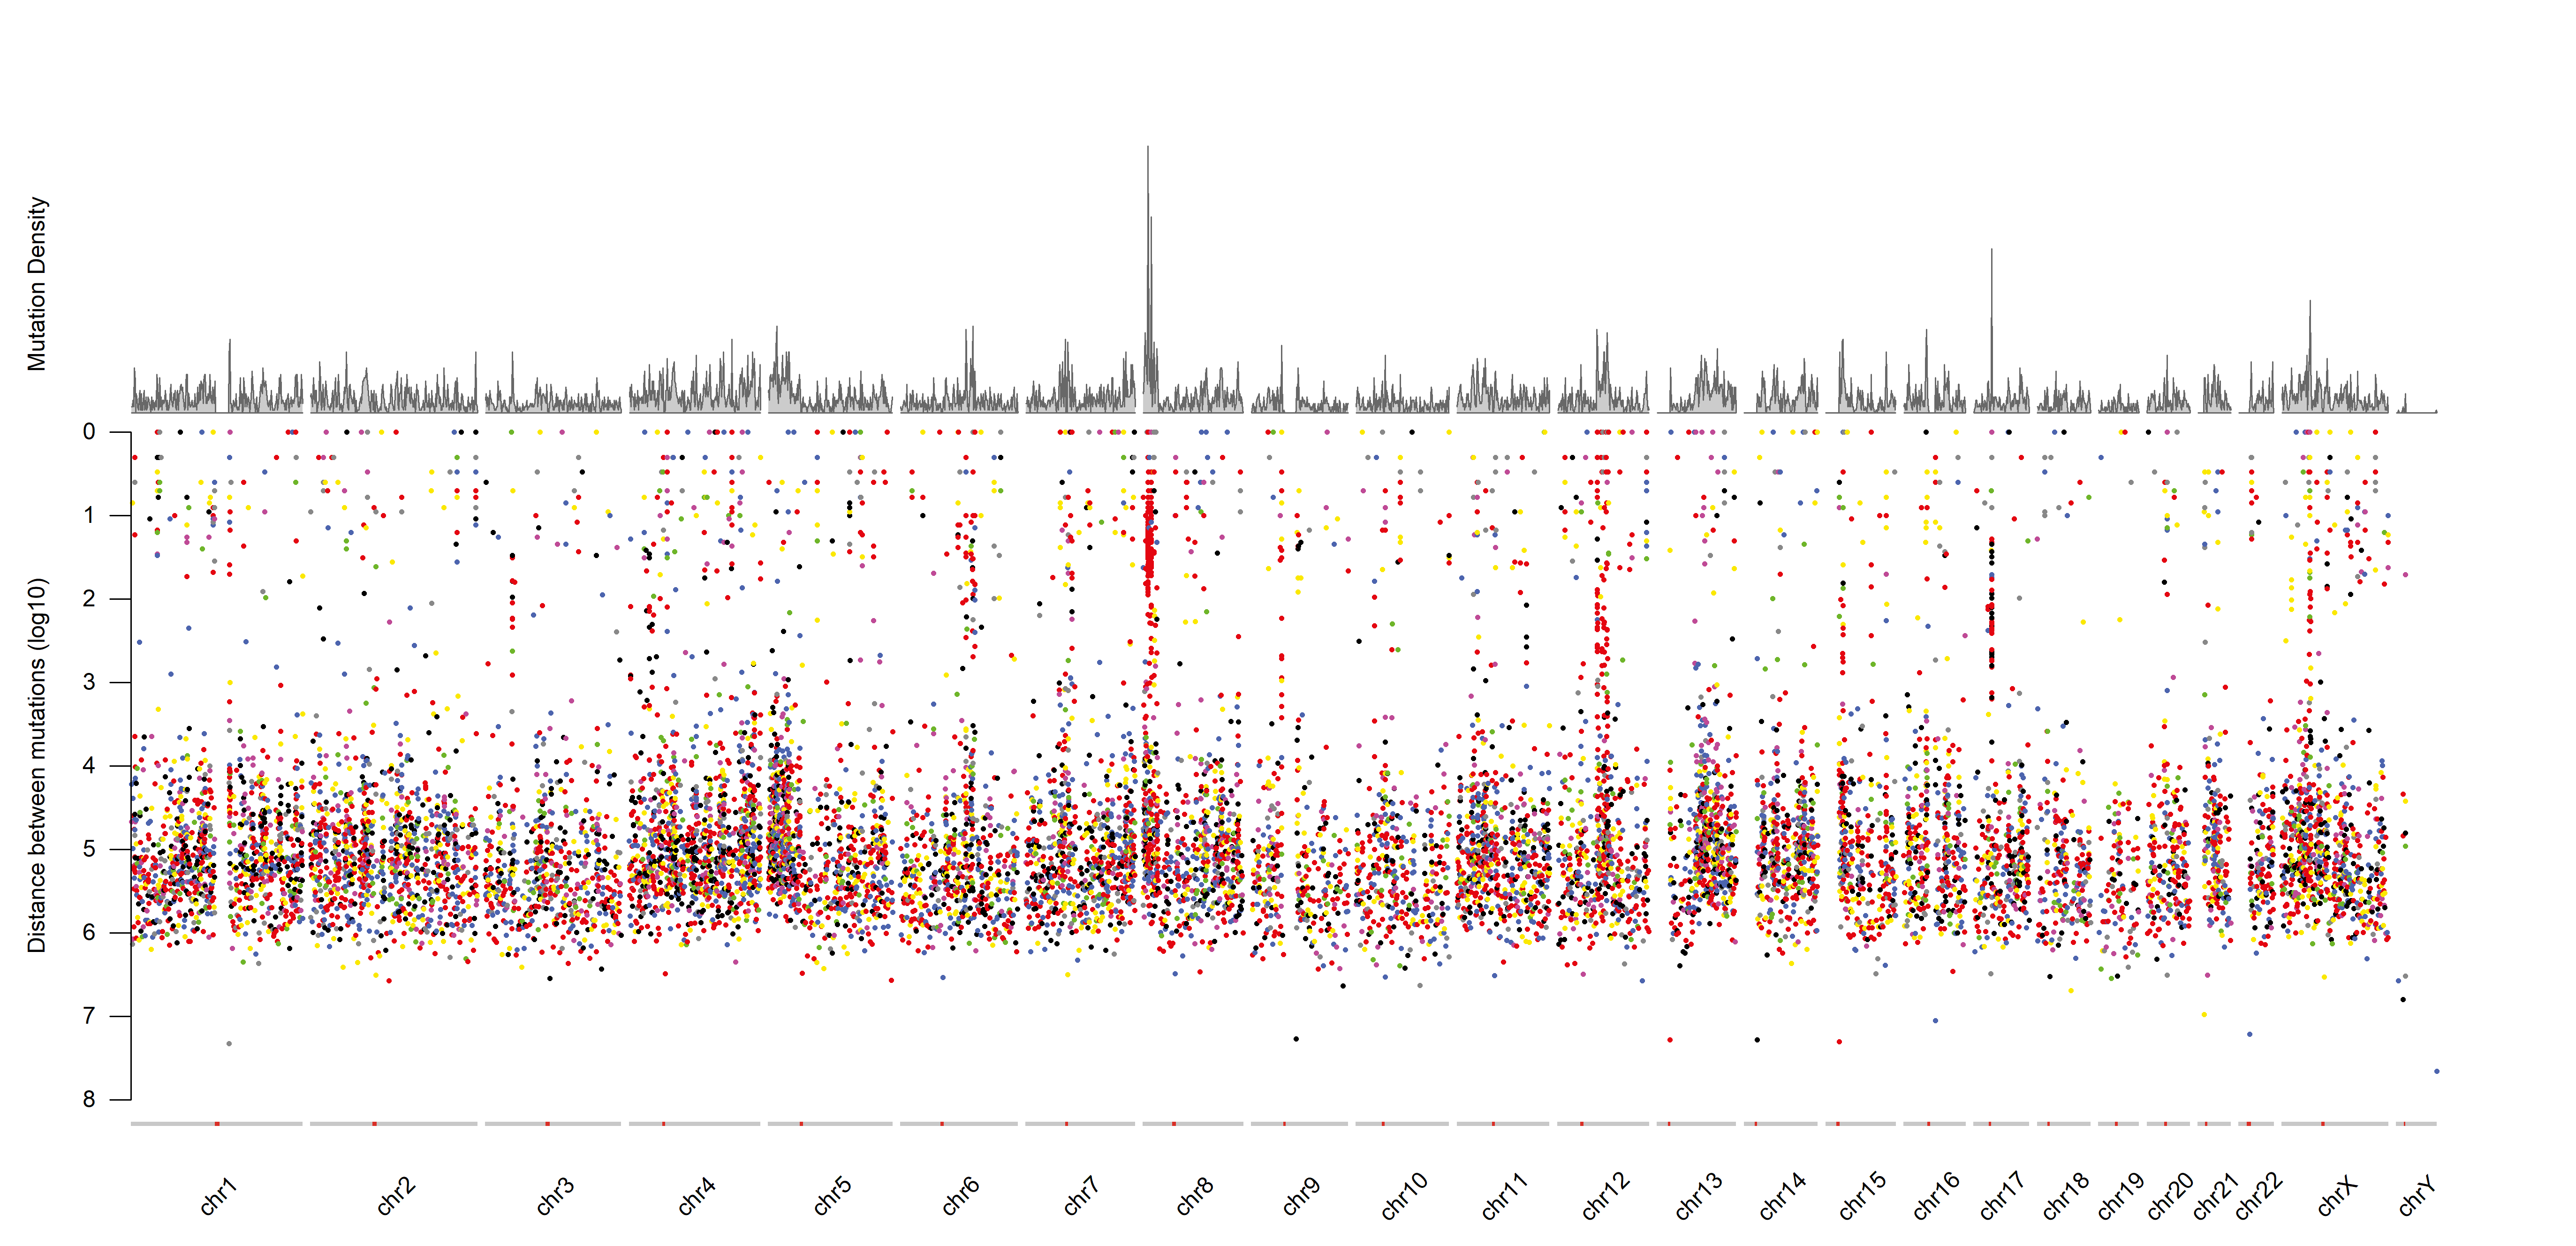 Mutation Density
Distance between mutations (log10)
0
1
2
3
4
5
6
7
8
chr1
chr2
chr3
chr4
chr5
chr6
chr7
chr8
chr9
chr10
chr11
chr12
chr13
chr14
chr15
chr16
chr17
chr18
chr19
chr20
chr21
chr22
chrX
chrY